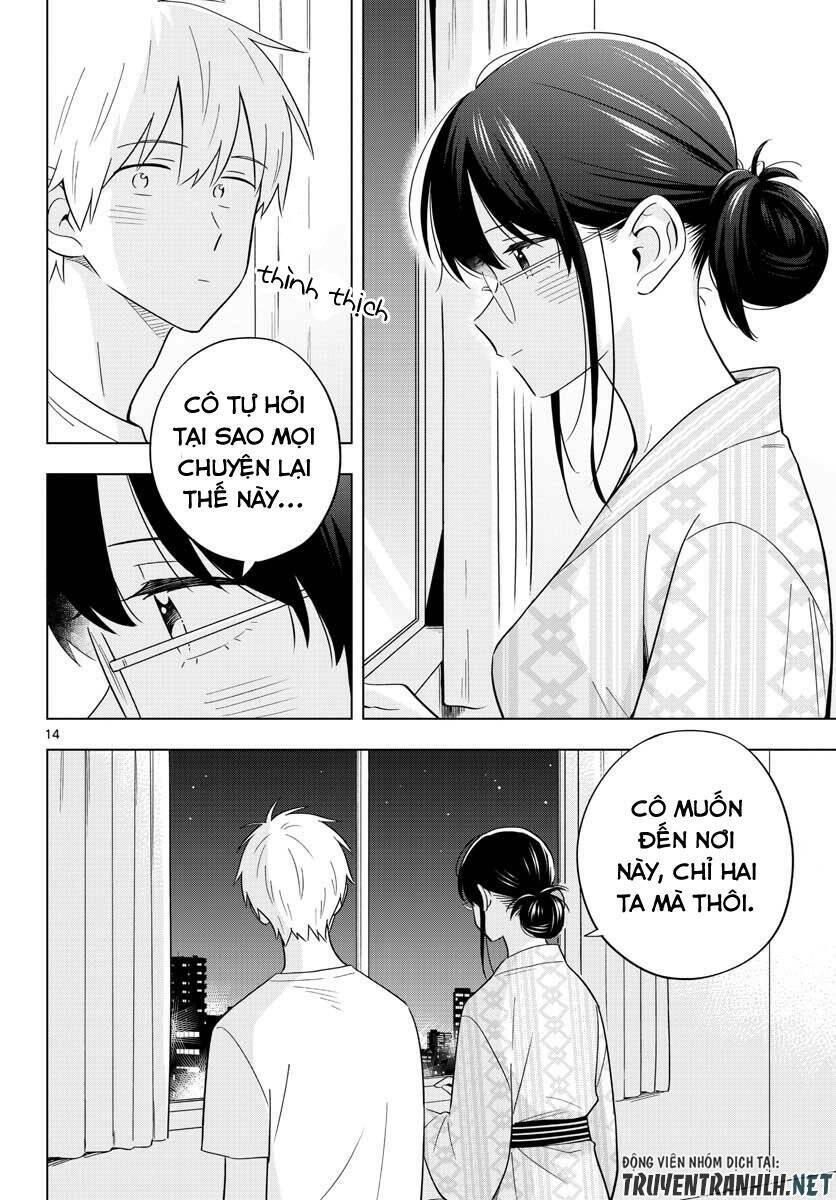 thình thịch
CÔ TỰ HỎI
TẠI SAO MỌI
CHUYỆN LẠI
THẾ NÀY...
14
CÔ MUỐN
ĐẾN NƠI
NÀY, CHỈ HAI
TA MÀ THÔI.
ĐỘNG VIÊN NHÓM DỊCH TẠI:
TRUYENTRANHLH.NET